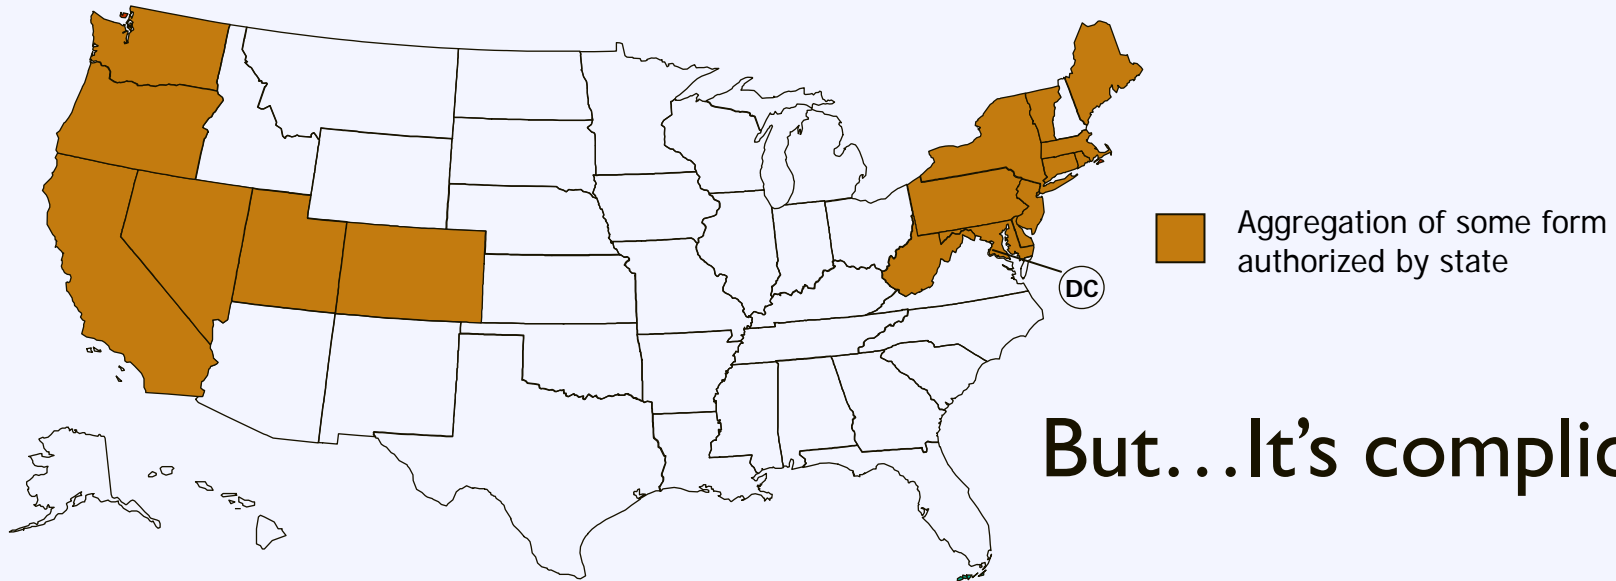 Aggregation of some form
authorized by state
DC
But…It’s complic